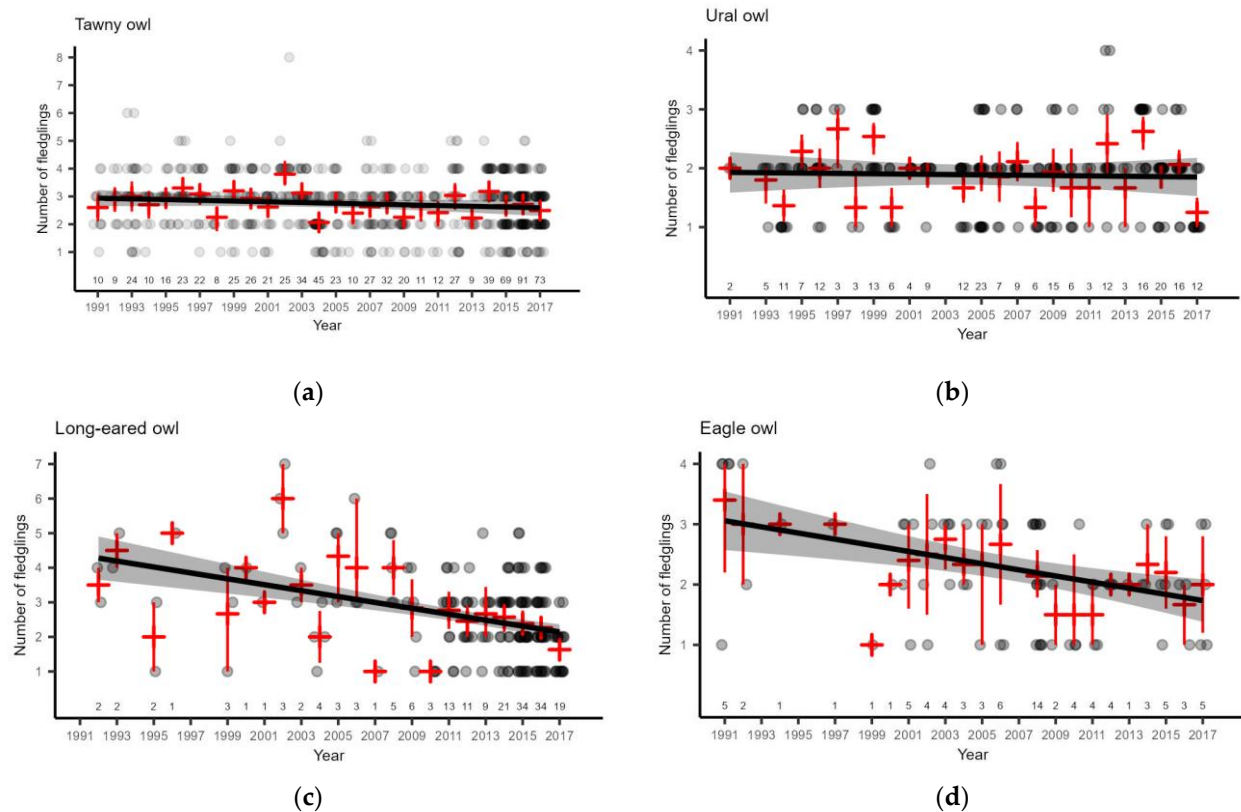 Tawny owl
Number of fledglings
8
7
6
5
4
3
2
1
10 9 24 10 16 23 22 8 25 26 21 25 34 45 23 10 27 32 20 11 12 27 9 39 69 91 73
1991 1993 1995 1997 1999 2001 2003 2005 2007 2009 2011 2013 2015 2017
Year
(a)
Ural owl
Number of fledglings
4
3
2
1
2 5 11 7 12 3 3 13 6 4 9 12 23 7 9 6 15 6 3 12 3 16 20 16 12
1991 1993 1995 1997 1999 2001 2003 2005 2007 2009 2011 2013 2015 2017
Year
(b)
Long-eared owl
Number of fledglings
7
6
5
4
3
2
1
2 2 2 1 3 1 1 3 2 4 3 3 1 5 6 3 13 11 9 21 34 34 19
1991 1993 1995 1997 1999 2001 2003 2005 2007 2009 2011 2013 2015 2017
Year
(c)
Eagle owl
Number of fledglings
4
3
2
1
5 2 1 1 1 1 5 4 4 3 3 6 14 2 4 4 4 1 3 5 3 5
1991 1993 1995 1997 1999 2001 2003 2005 2007 2009 2011 2013 2015 2017
Year
(d)